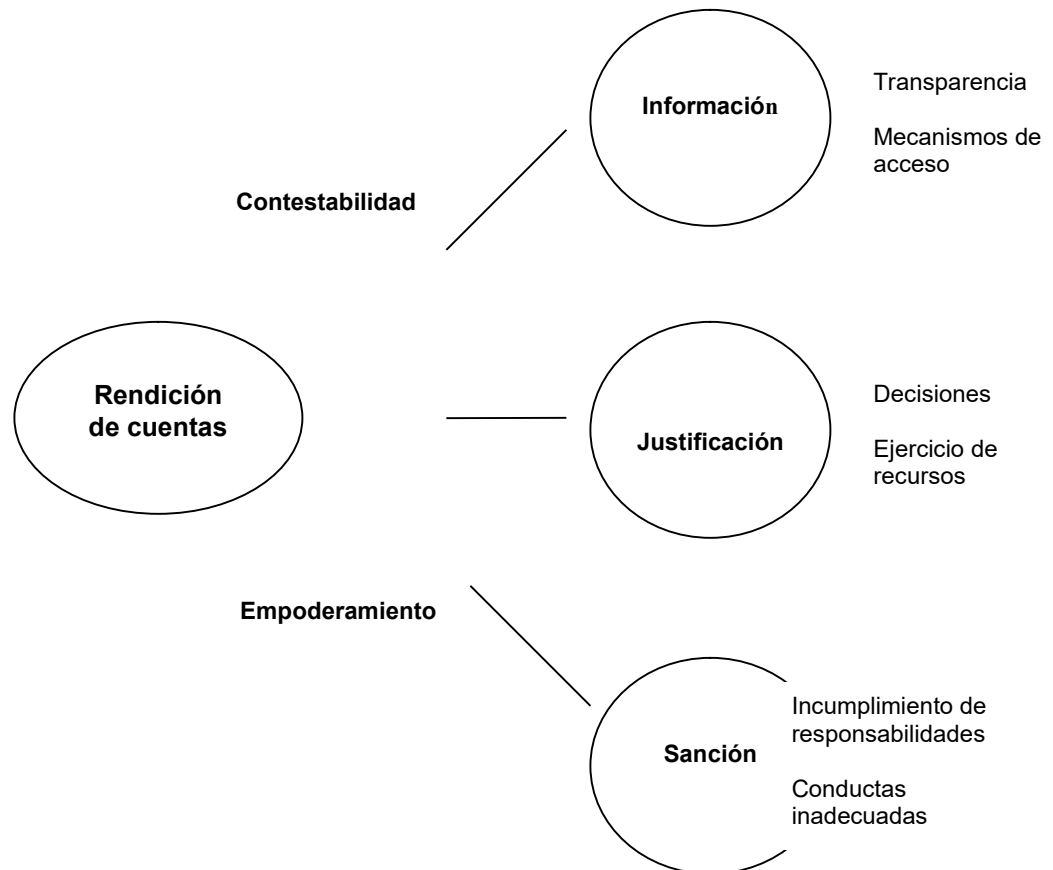 Información
Transparencia
Mecanismos de
acceso
Contestabilidad
Rendición
de cuentas
Justificación
Decisiones
Ejercicio de
recursos
Empoderamiento
Sanción
Incumplimiento de
responsabilidades
Conductas
inadecuadas